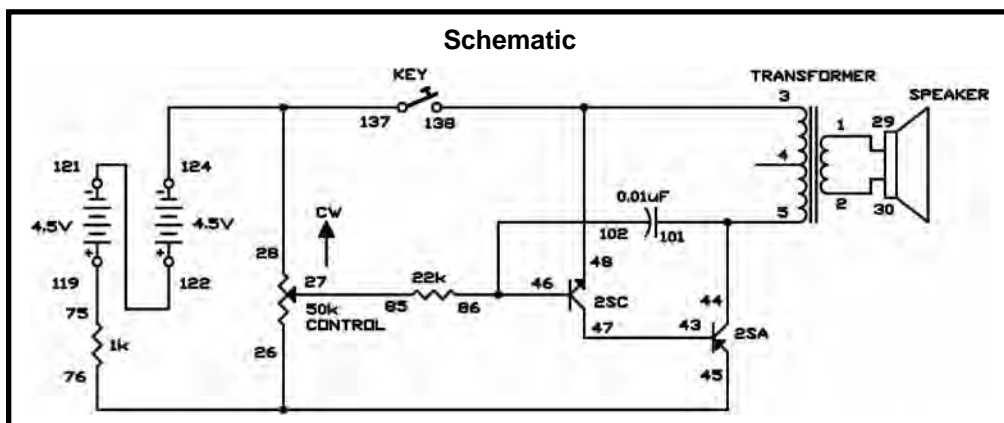 Schematic
KEY
TRANSFORMER
3
SPEAKER
137
138
1
29
121
124
4
-
-
4.5V
4.5V
0.01uF
2
30
CW
5
102
101
+
+
28
48
119
122
27
22k
46
44
75
50k
85
86
2SC
CONTROL
47
43
2SA
1k
26
76
45